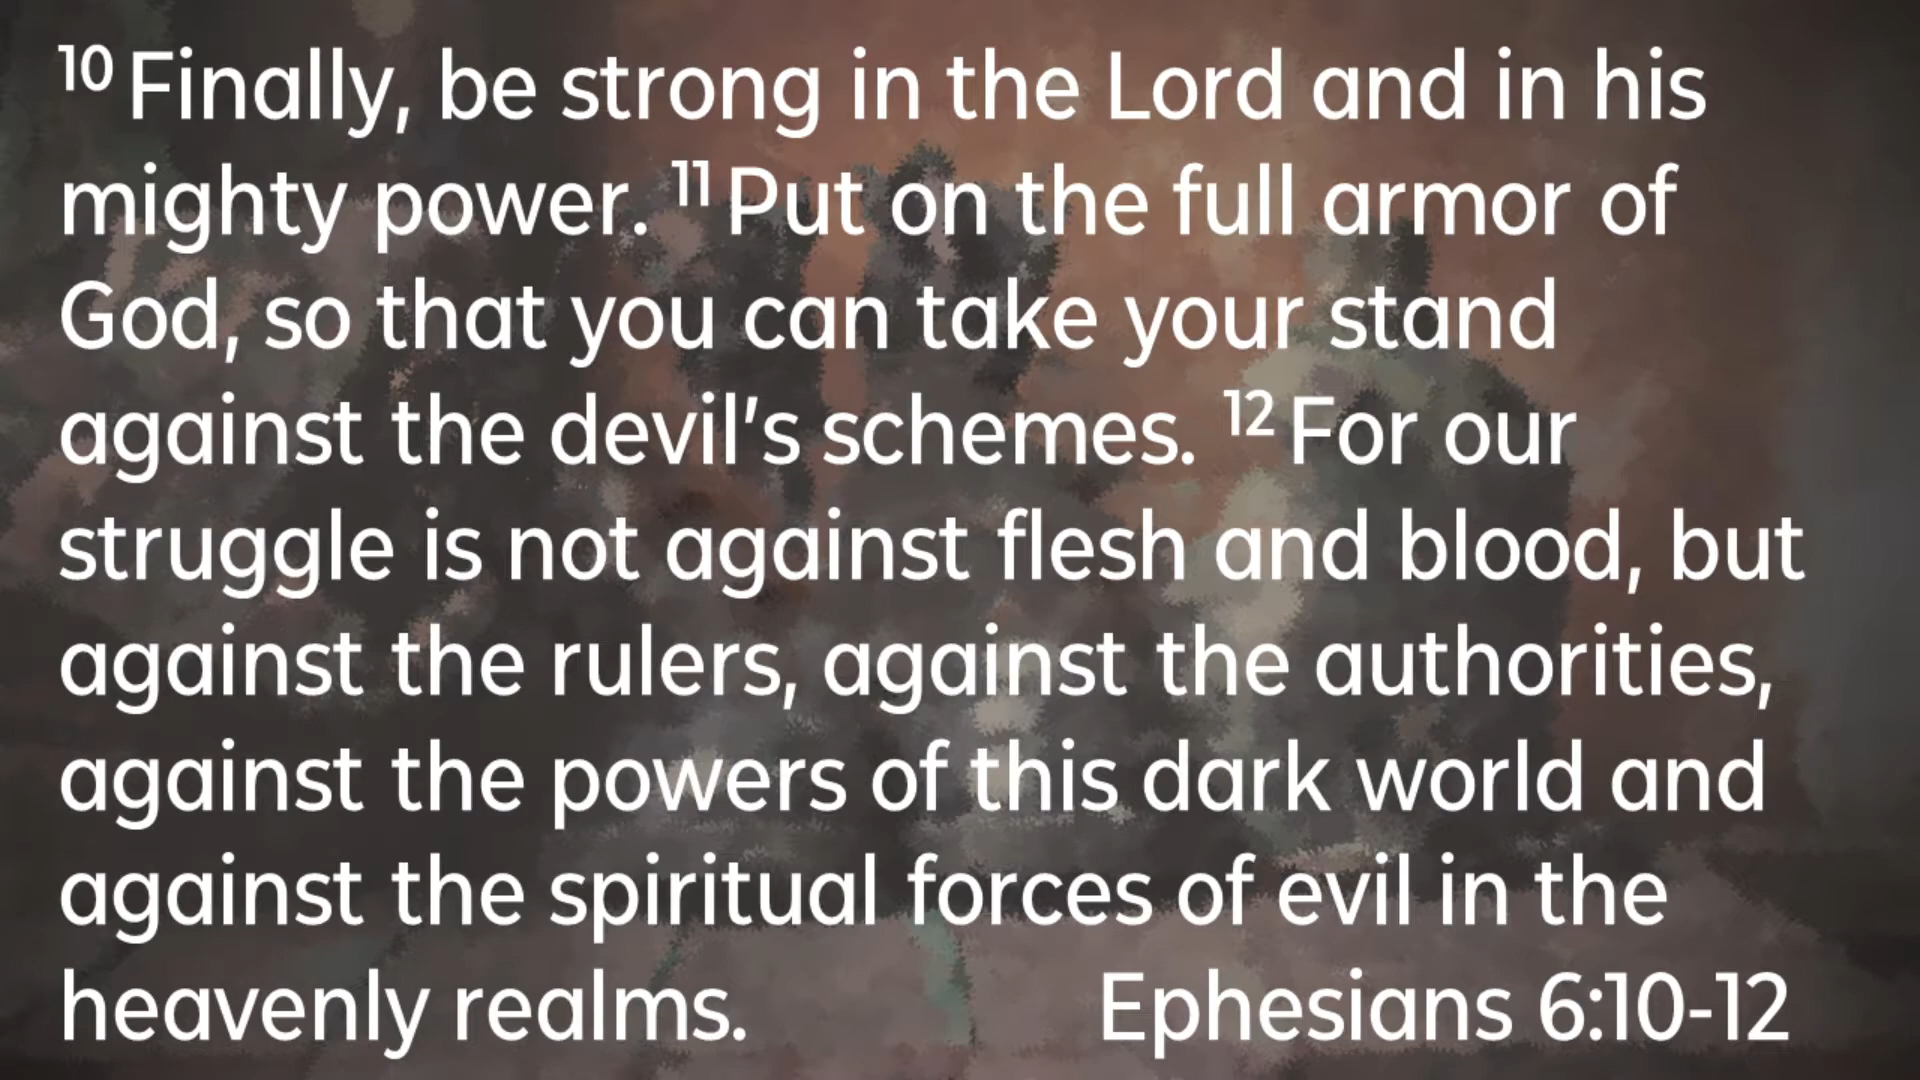 ¹⁰ Finally, be strong in the Lord and in his
mighty power. ¹¹ Put on the full armor of
God, so that you can take your stand
against the devil's schemes. ¹² For our
struggle is not against flesh and blood, but
against the rulers, against the authorities,
against the powers of this dark world and
against the spiritual forces of evil in the
heavenly realms. Ephesians 6:10-12